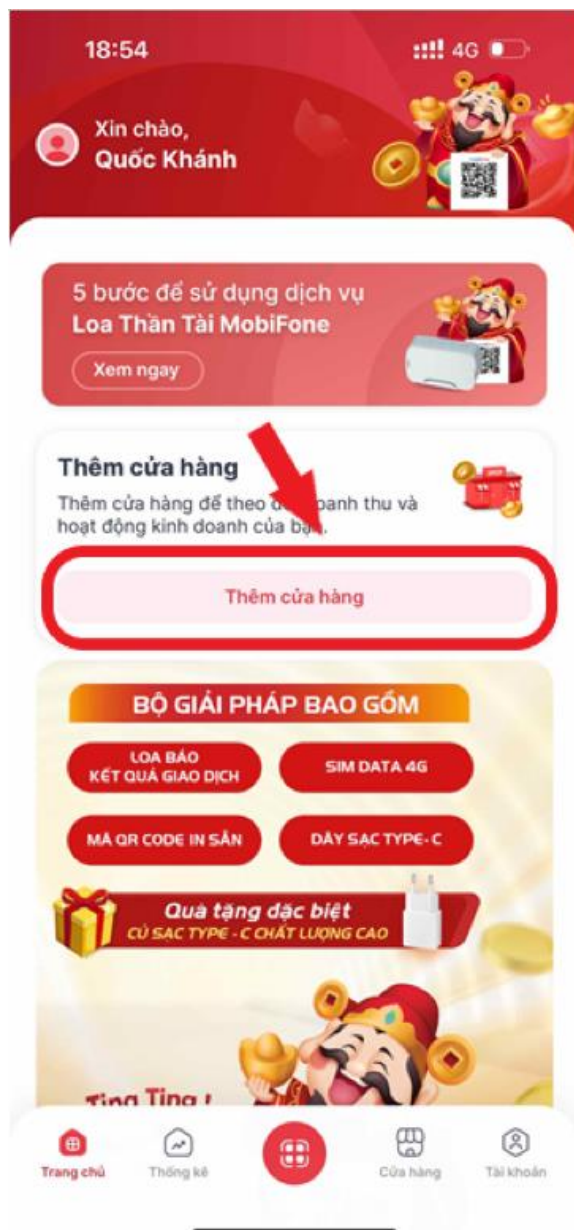 18:54
4G
Xin chào,
Quốc Khánh
5 bước để sử dụng dịch vụ
Loa Thần Tài MobiFone
Xem ngay
Thêm cửa hàng
Thêm cửa hàng để theo doanh thu và
hoạt động kinh doanh của bạn.
Thêm cửa hàng
BỘ GIẢI PHÁP BAO GỒM
LOA BÁO
KẾT QUẢ GIAO DỊCH
SIM DATA 4G
MÃ QR CODE IN SẴN
DÂY SẠC TYPE-C
Quà tặng đặc biệt
CỦ SẠC TYPE - C CHẤT LƯỢNG CAO
Ting Ting !
Trang chủ
Thống kê
Cửa hàng
Tài khoản